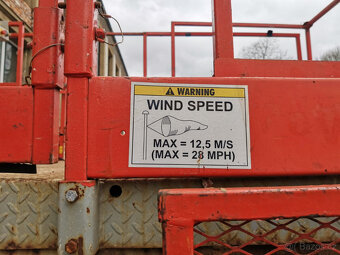 WARNING
WIND SPEED
MAX = 12,5 M/S
(MAX = 28 MPH)